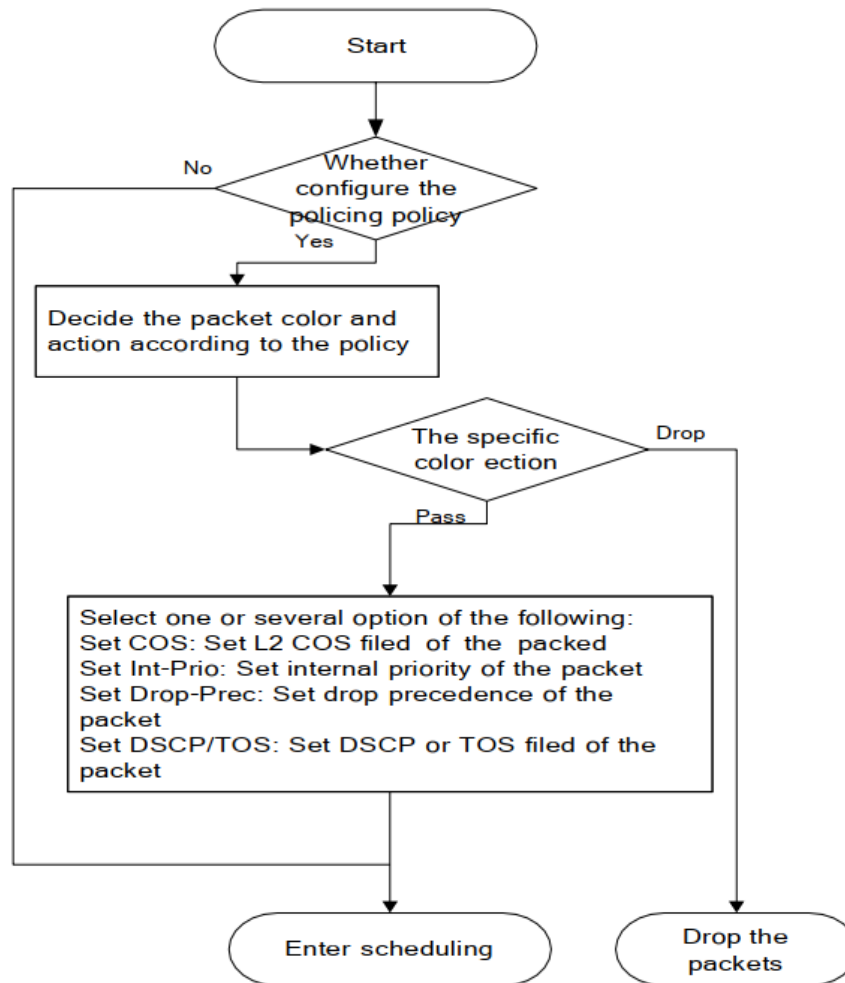 Start
No
Whether
configure the
policing policy
Yes
Decide the packet color and
action according to the policy
The specific
color ection
Drop
Pass
Select one or several option of the following:
Set COS: Set L2 COS filed of the packed
Set Int-Prio: Set internal priority of the packet
Set Drop-Prec: Set drop precedence of the
packet
Set DSCP/TOS: Set DSCP or TOS filed of the
packet
Enter scheduling
Drop the
packets